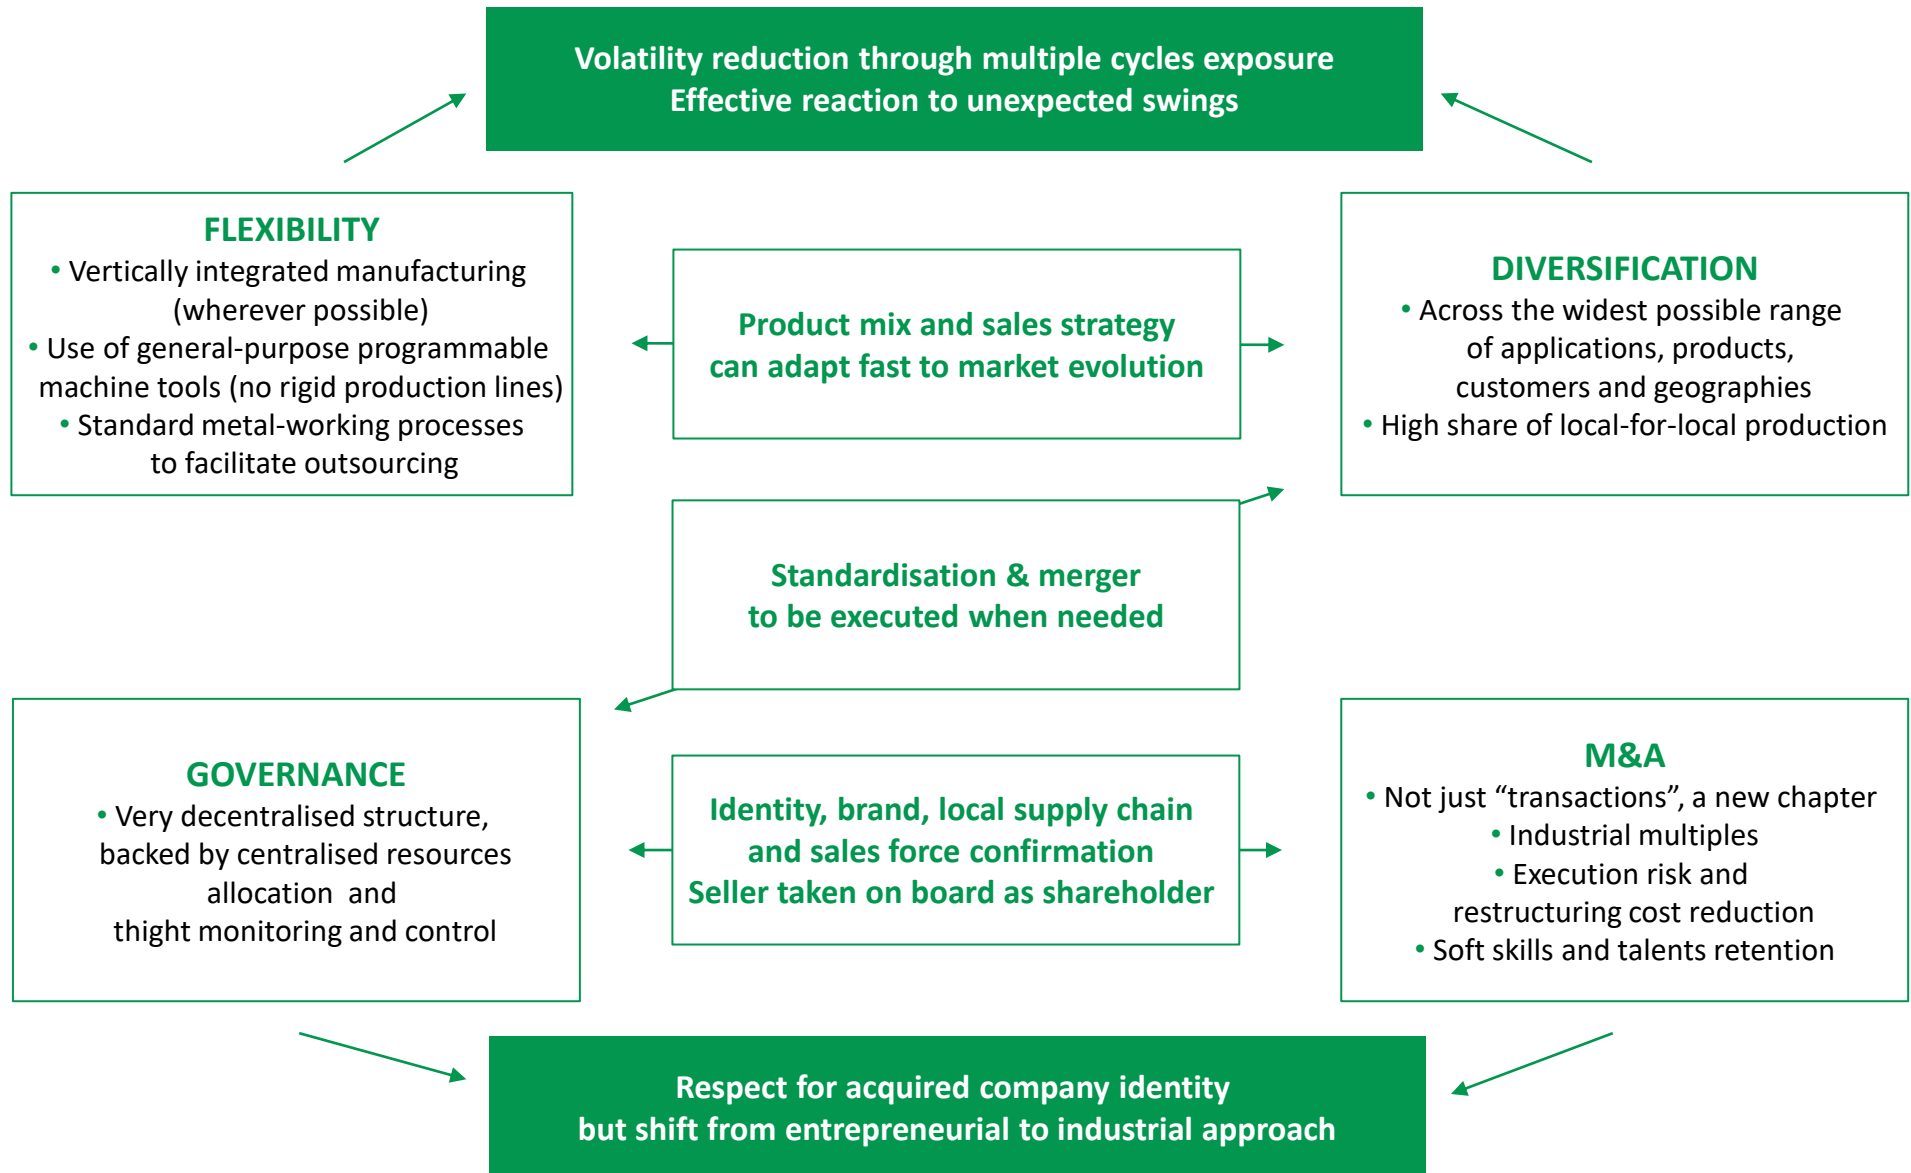 Volatility reduction through multiple cycles exposure
Effective reaction to unexpected swings
FLEXIBILITY
• Vertically integrated manufacturing
(wherever possible)
• Use of general-purpose programmable
machine tools (no rigid production lines)
• Standard metal-working processes
to facilitate outsourcing
Product mix and sales strategy
can adapt fast to market evolution
DIVERSIFICATION
• Across the widest possible range
of applications, products,
customers and geographies
• High share of local-for-local production
Standardisation & merger
to be executed when needed
GOVERNANCE
• Very decentralised structure,
backed by centralised resources
allocation and
thight monitoring and control
Identity, brand, local supply chain
and sales force confirmation
Seller taken on board as shareholder
M&A
• Not just “transactions”, a new chapter
• Industrial multiples
• Execution risk and
restructuring cost reduction
• Soft skills and talents retention
Respect for acquired company identity
but shift from entrepreneurial to industrial approach